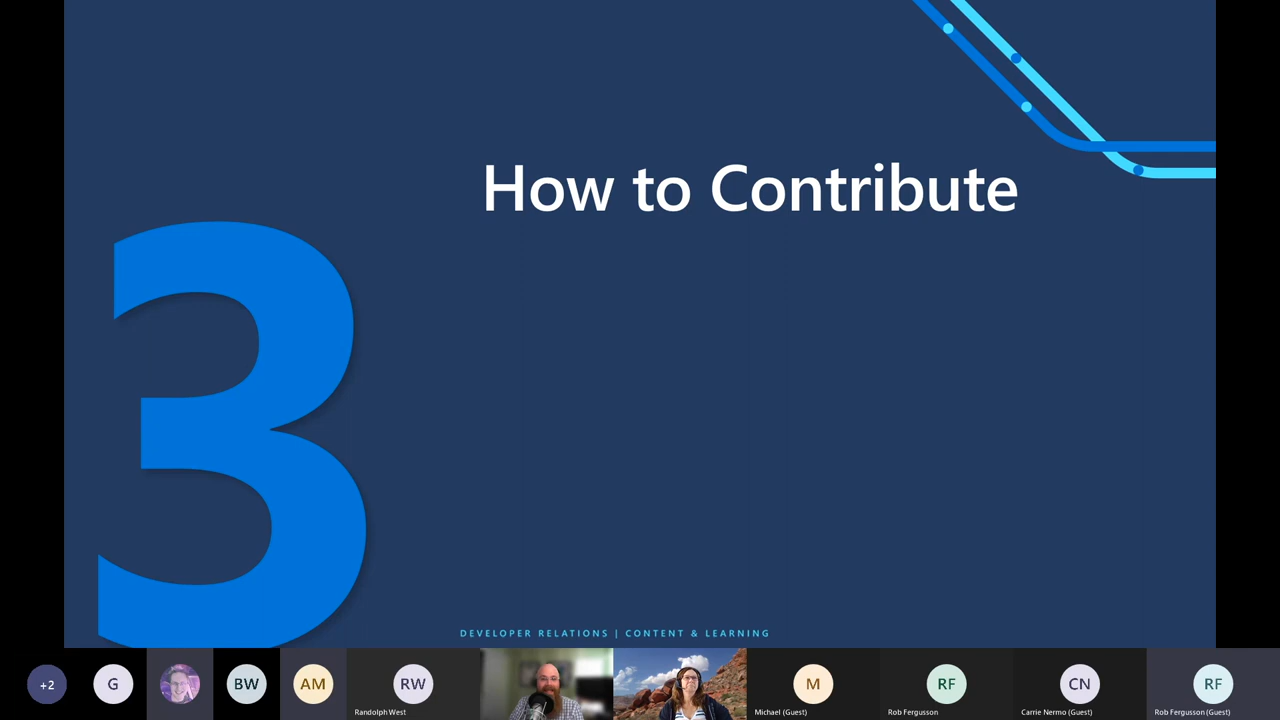 How to Contribute
3
DEVELOPER RELATIONS | CONTENT & LEARNING
+2
G
BW
AM
RW
M
RF
CN
RF
Randolph West
Michael (Guest)
Rob Fergusson
Carrie Nermo (Guest)
Rob Fergusson (Guest)